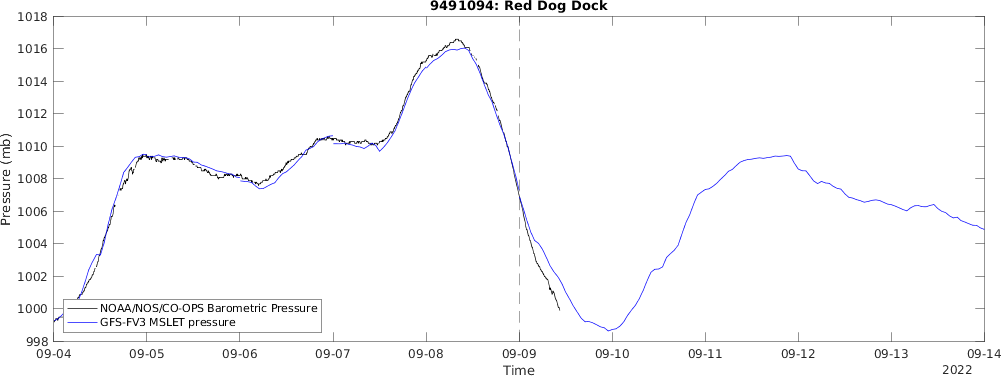 9491094: Red Dog Dock
1018
1016
1014
1012
1010
1008
1006
1004
1002
1000
998
Pressure (mb)
NOAA/NOS/CO-OPS Barometric Pressure
GFS-FV3 MSLET pressure
09-04 09-05 09-06 09-07 09-08 09-09 09-10 09-11 09-12 09-13 09-14
Time
2022